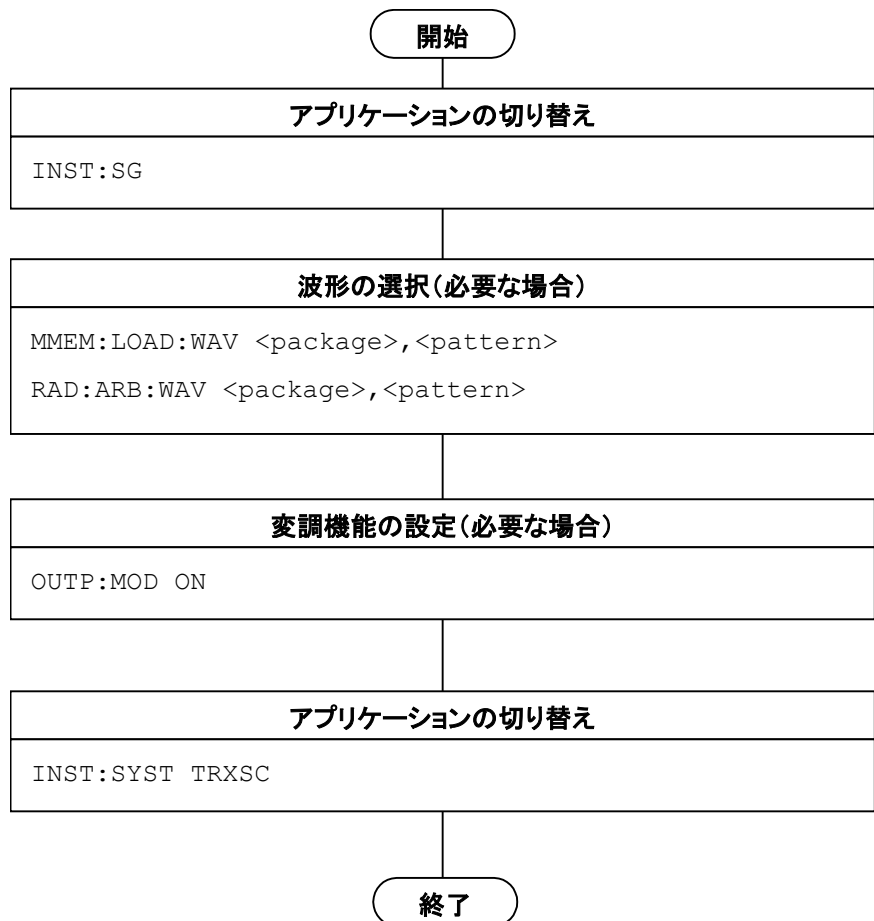 開始
アプリケーションの切り替え
INST:SG
波形の選択（必要な場合）
MMEM:LOAD:WAV <package>,<pattern>
RAD:ARB:WAV <package>,<pattern>
変調機能の設定（必要な場合）
OUTP:MOD ON
アプリケーションの切り替え
INST:SYST TRXSC
終了